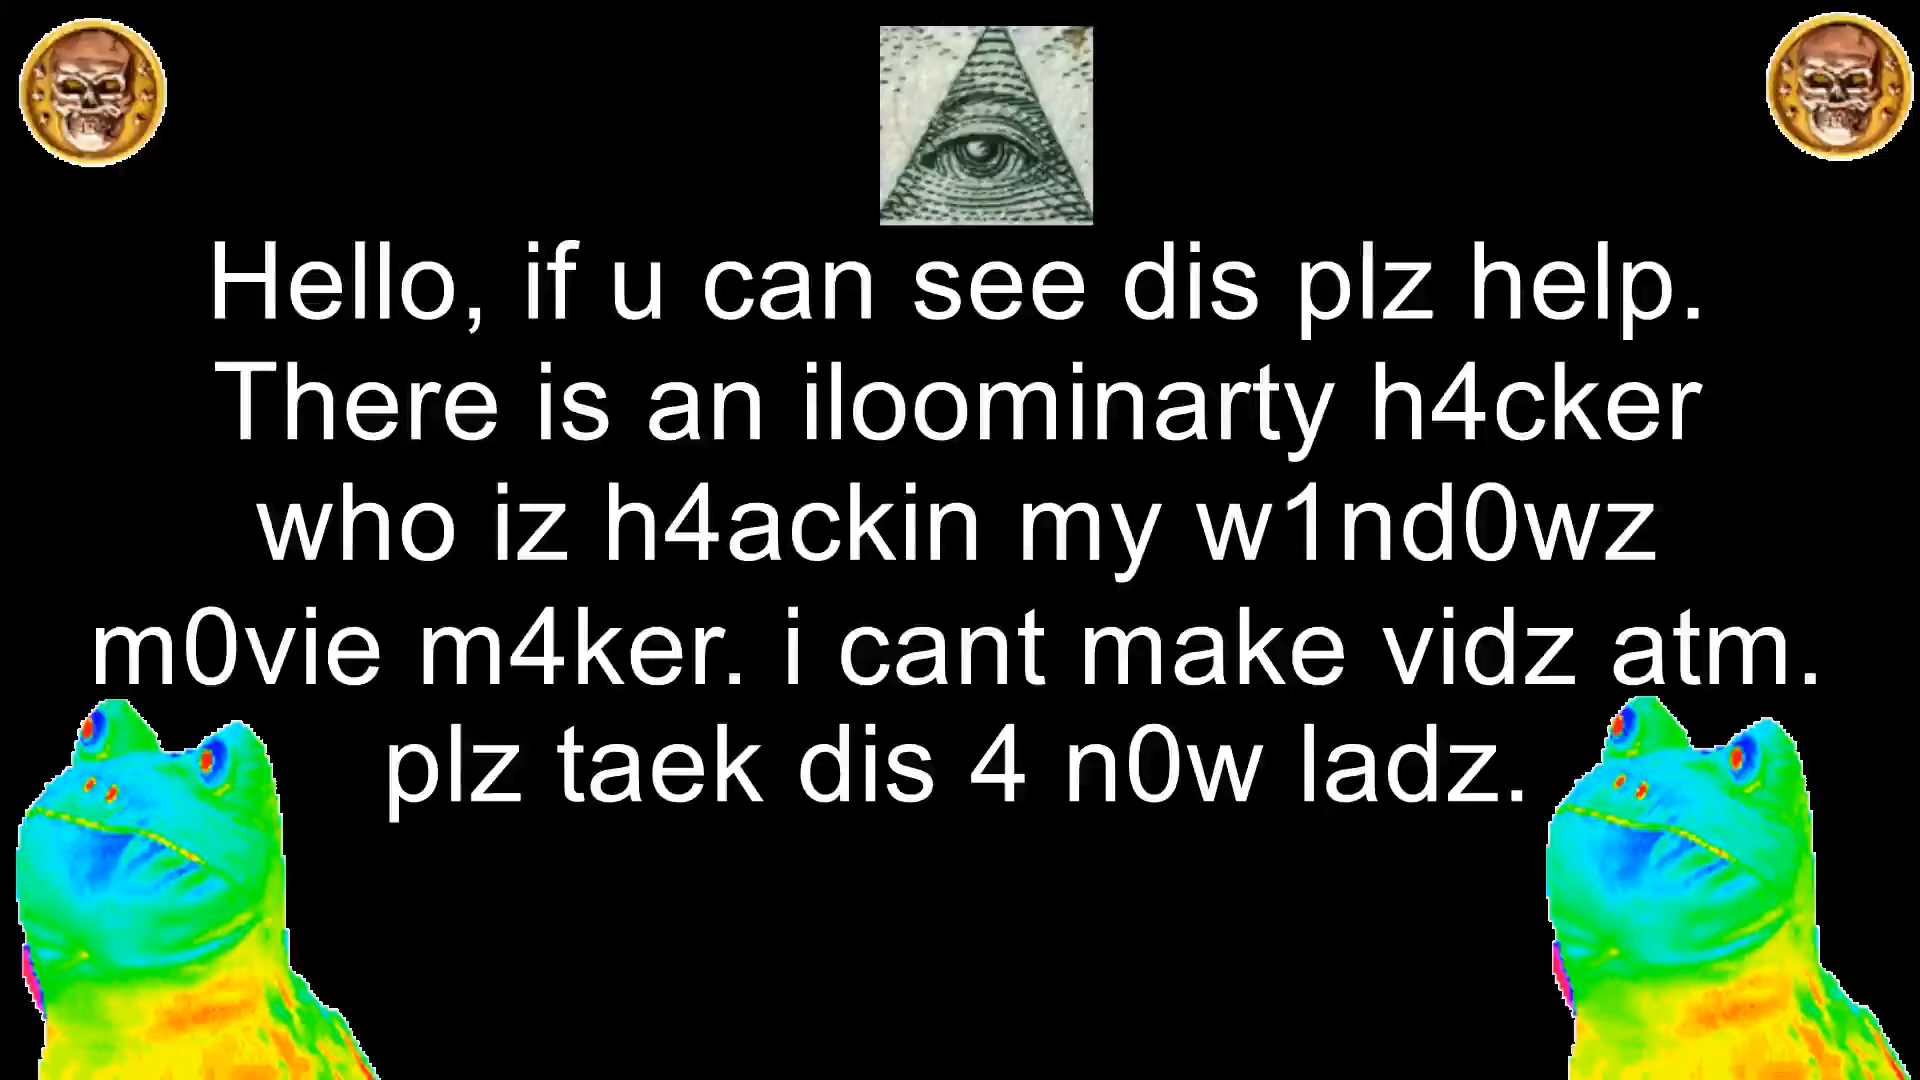 Hello, if u can see dis plz help.
There is an iloominarty h4cker
who iz h4ackin my w1nd0wz
m0vie m4ker. i cant make vidz atm.
plz taek dis 4 n0w ladz.